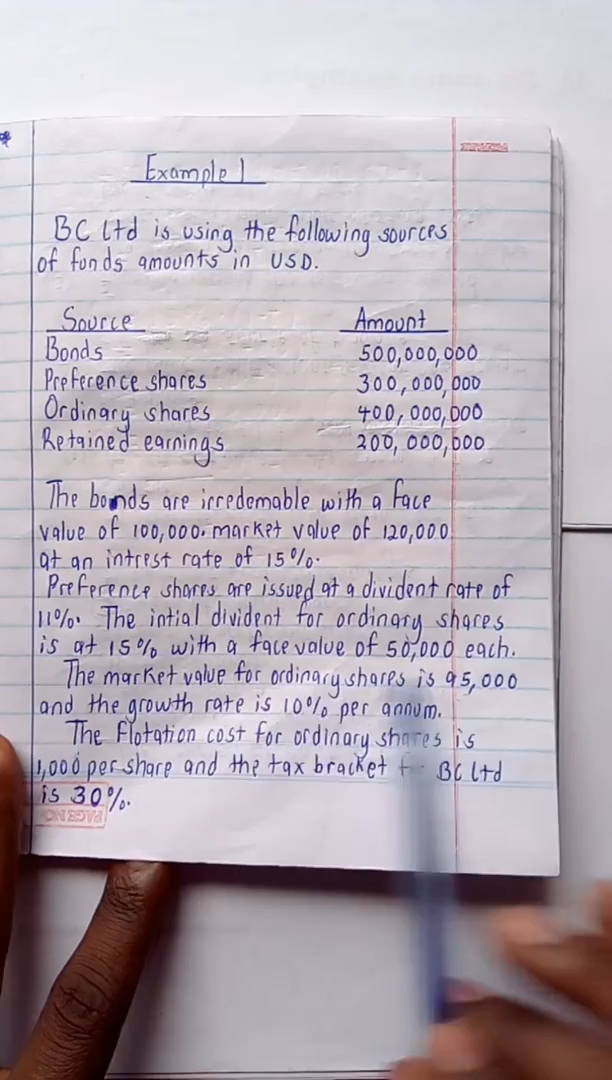 Example 1
BC Ltd is using the following sources
of funds amounts in USD.
Source Amount
Bonds 500,000,000
Preference shares 300,000,000
Ordinary shares 400,000,000
Retained earnings 200,000,000
The bonds are irredemable with a face
value of 100,000. market value of 120,000
at an intrest rate of 15%.
Preference shares are issued at a divident rate of
11%. The intial divident for ordinary shares
is at 15% with a face value of 50,000 each.
The market value for ordinary shares is 95,000
and the growth rate is 10% per annum.
The flotation cost for ordinary shares is
1,000 per share and the tax bracket BC Ltd
is 30%.
PAGE NO